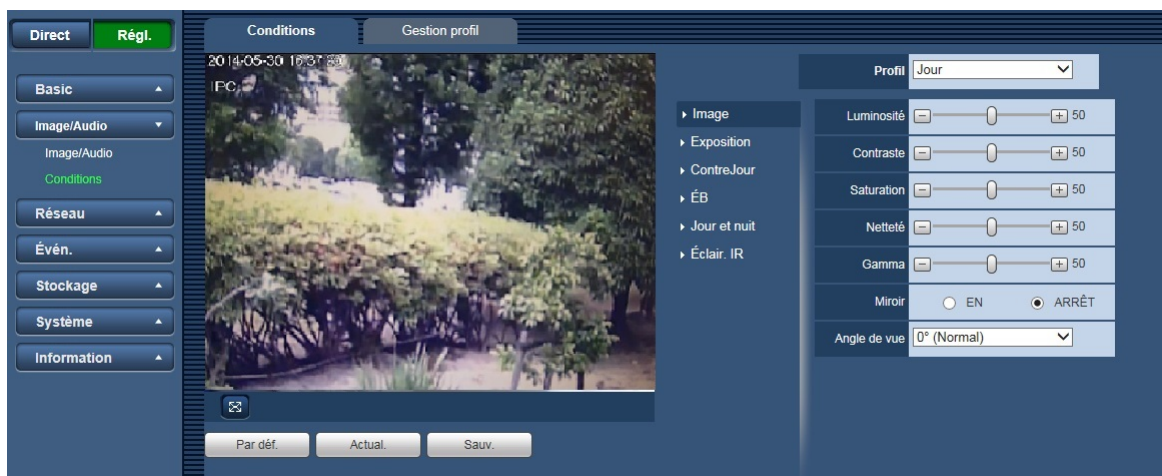 Direct
Régl.
Conditions
Gestion profil
Basic
Image/Audio
Image/Audio
Conditions
Réseau
Évén.
Stockage
Système
Information
IPC
Par déf.
Actual.
Sauv.
Image
Exposition
ContreJour
ÉB
Jour et nuit
Éclair. IR
Profil Jour
Luminosité 50
Contraste 50
Saturation 50
Netteté 50
Gamma 50
Miroir EN ARRÊT
Angle de vue 0° (Normal)